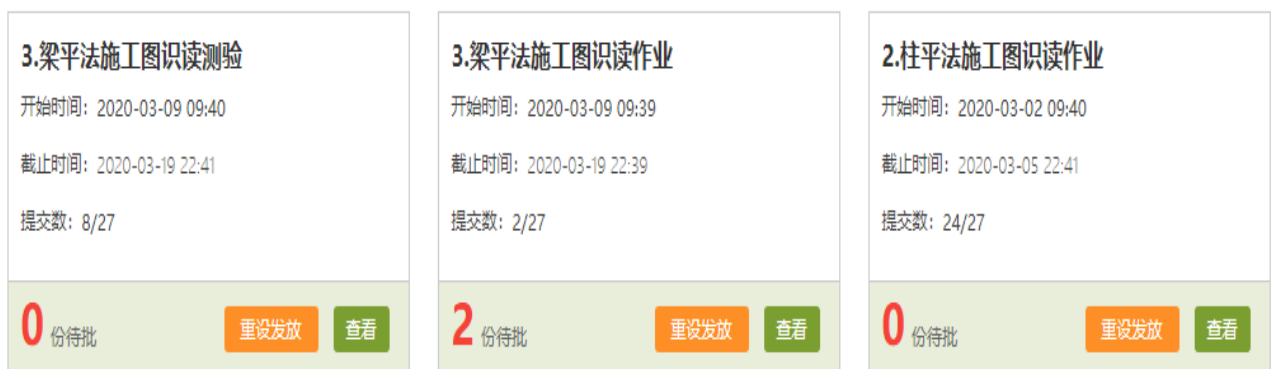 3.梁平法施工图识读测验
开始时间：2020-03-09 09:40
截止时间：2020-03-19 22:41
提交数：8/27
0 份待批 重设发放 查看
3.梁平法施工图识读作业
开始时间：2020-03-09 09:39
截止时间：2020-03-19 22:39
提交数：2/27
2 份待批 重设发放 查看
2.柱平法施工图识读作业
开始时间：2020-03-02 09:40
截止时间：2020-03-05 22:41
提交数：24/27
0 份待批 重设发放 查看